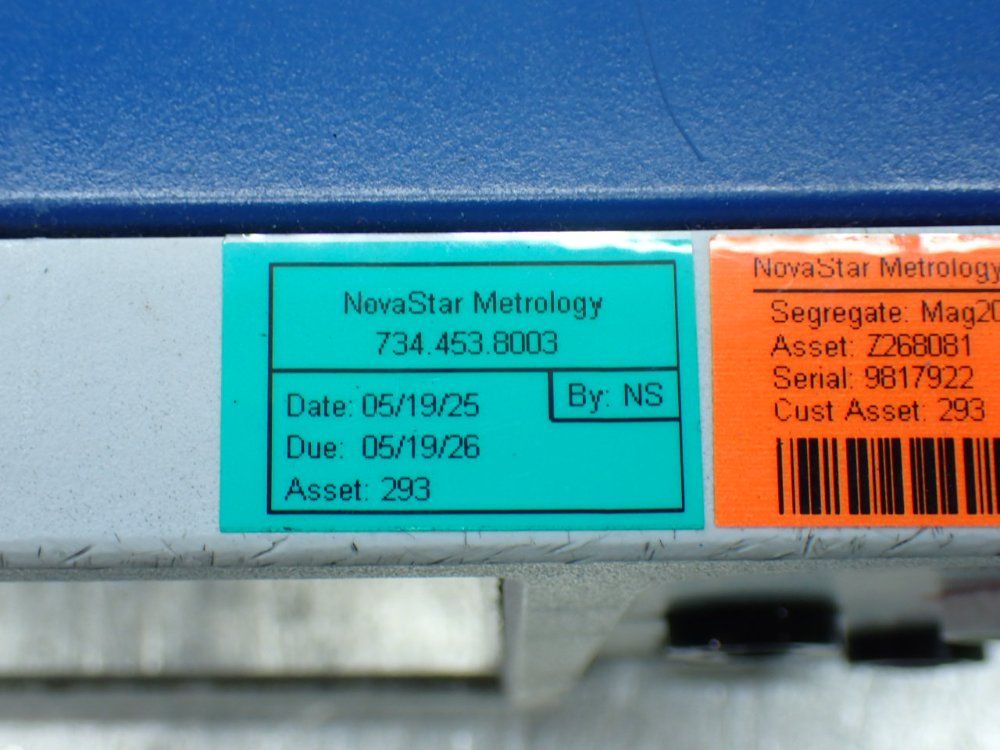 NovaStar Metrology
734.453.8003
By: NS
Date: 05/19/25
Due: 05/19/26
Asset: 293
NovaStar Metrology
Segregate: Mag20
Asset: Z268081
Serial: 9817922
Cust Asset: 293